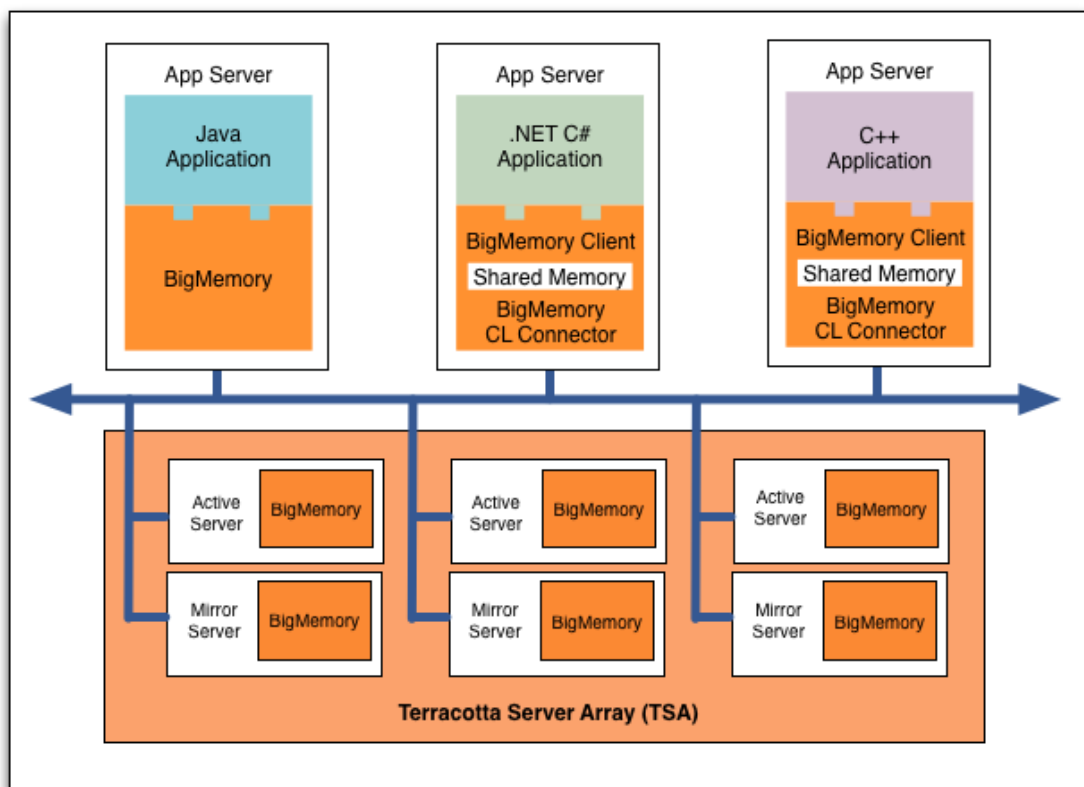 App Server
Java
Application
BigMemory
App Server
.NET C#
Application
BigMemory Client
Shared Memory
BigMemory
CL Connector
App Server
C++
Application
BigMemory Client
Shared Memory
BigMemory
CL Connector
Active
Server
BigMemory
Active
Server
BigMemory
Active
Server
BigMemory
Mirror
Server
BigMemory
Mirror
Server
BigMemory
Mirror
Server
BigMemory
Terracotta Server Array (TSA)